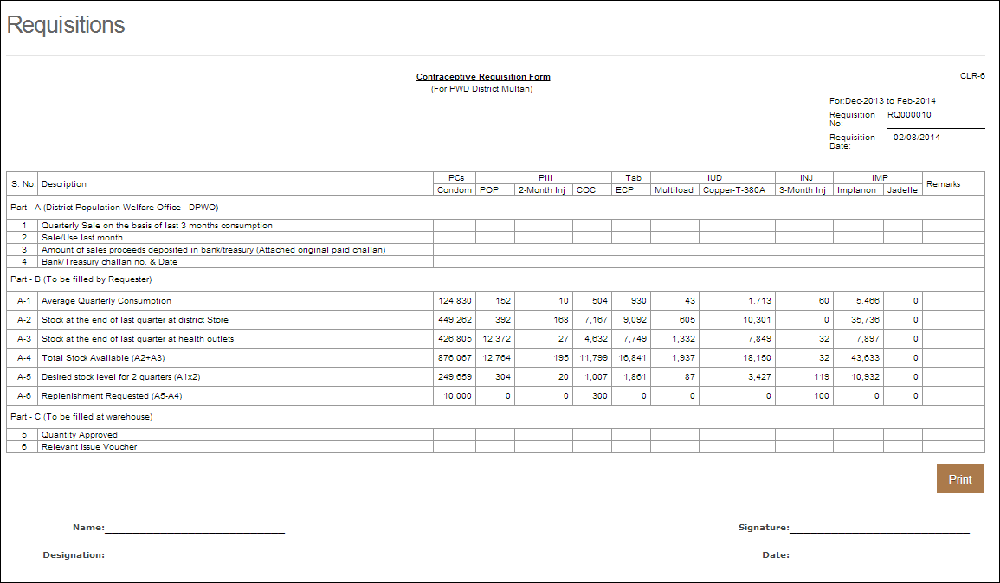 Requisitions
Contraceptive Requisition Form
CLR-6
(For PWD District Multan)
For:Dec-2013 to Feb-2014
Requisition No: RQ000010
Requisition Date: 02/08/2014
S. No. Description PCs Pill Tab IUD INJ IMP Remarks
Condom POP 2-Month Inj COC ECP Multiload Copper-T-380A 3-Month Inj Implanon Jadelle
Part - A (District Population Welfare Office - DPWO)
1 Quarterly Sale on the basis of last 3 months consumption
2 Sale/Use last month
3 Amount of sales proceeds deposited in bank/treasury (Attached original paid challan)
4 Bank/Treasury challan no. & Date
Part - B (To be filled by Requester)
A-1 Average Quarterly Consumption 124,830 152 10 504 930 43 1,713 60 5,466 0
A-2 Stock at the end of last quarter at district Store 449,262 392 168 7,167 9,092 605 10,301 0 35,736 0
A-3 Stock at the end of last quarter at health outlets 426,805 12,372 27 4,632 7,749 1,332 7,849 32 7,897 0
A-4 Total Stock Available (A2+A3) 876,067 12,764 195 11,799 16,841 1,937 18,150 32 43,633 0
A-5 Desired stock level for 2 quarters (A1x2) 249,659 304 20 1,007 1,861 87 3,427 119 10,932 0
A-6 Replenishment Requested (A5-A4) 10,000 0 0 300 0 0 0 100 0 0
Part - C (To be filled at warehouse)
5 Quantity Approved
6 Relevant Issue Voucher
Print
Name: Signature:
Designation: Date: